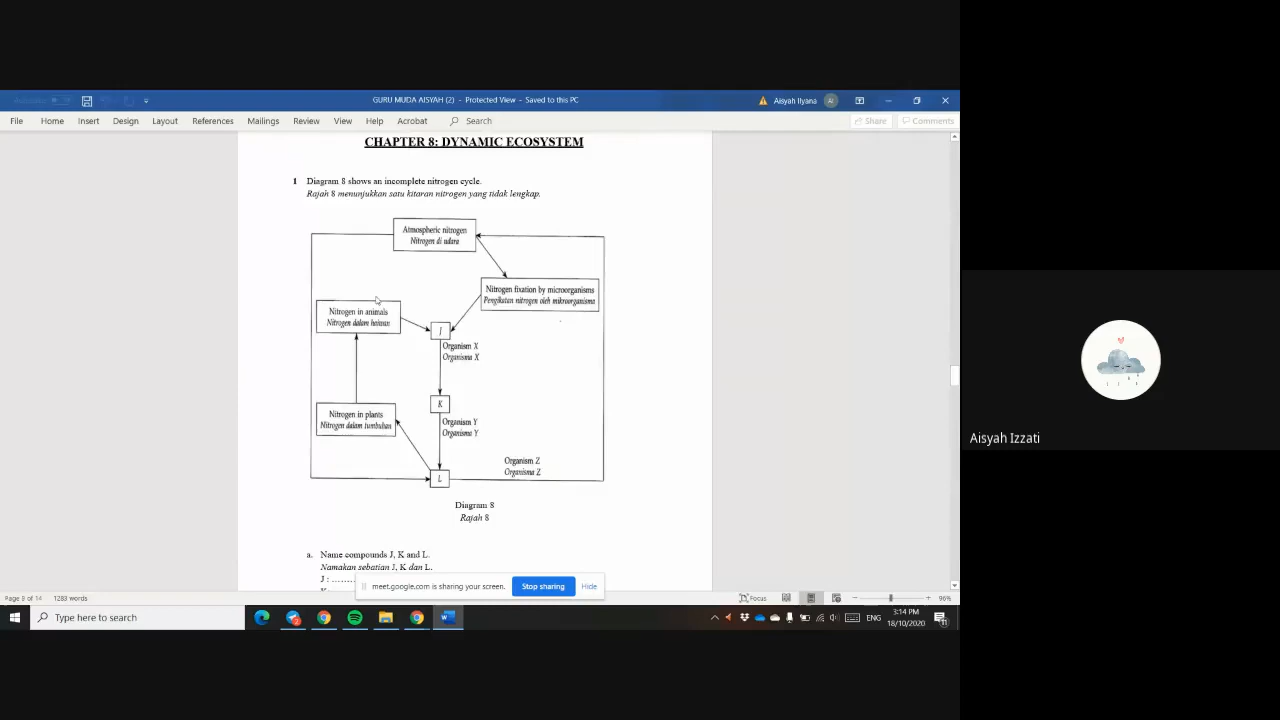 GURU MUDA AISYAH (2) - Protected View - Saved to this PC
Aisyah Ilyana
AI
File Home Insert Design Layout References Mailings Review View Help Acrobat Search
Share Comments
CHAPTER 8: DYNAMIC ECOSYSTEM
1 Diagram 8 shows an incomplete nitrogen cycle.
Rajah 8 menunjukkan satu kitaran nitrogen yang tidak lengkap.
Atmospheric nitrogen
Nitrogen di udara
Nitrogen fixation by microorganisms
Pengikatan nitrogen oleh mikroorganisma
Nitrogen in animals
Nitrogen dalam haiwan
J
Organism X
Organisma X
K
Nitrogen in plants
Nitrogen dalam tumbuhan
Organism Y
Organisma Y
Organism Z
Organisma Z
L
Diagram 8
Rajah 8
a. Name compounds J, K and L.
Namakan sebatian J, K dan L.
J : ......
meet.google.com is sharing your screen.
Stop sharing
Hide
Page 9 of 14 1283 words
Focus
96%
Type here to search
ENG
3:14 PM
18/10/2020
Aisyah Izzati